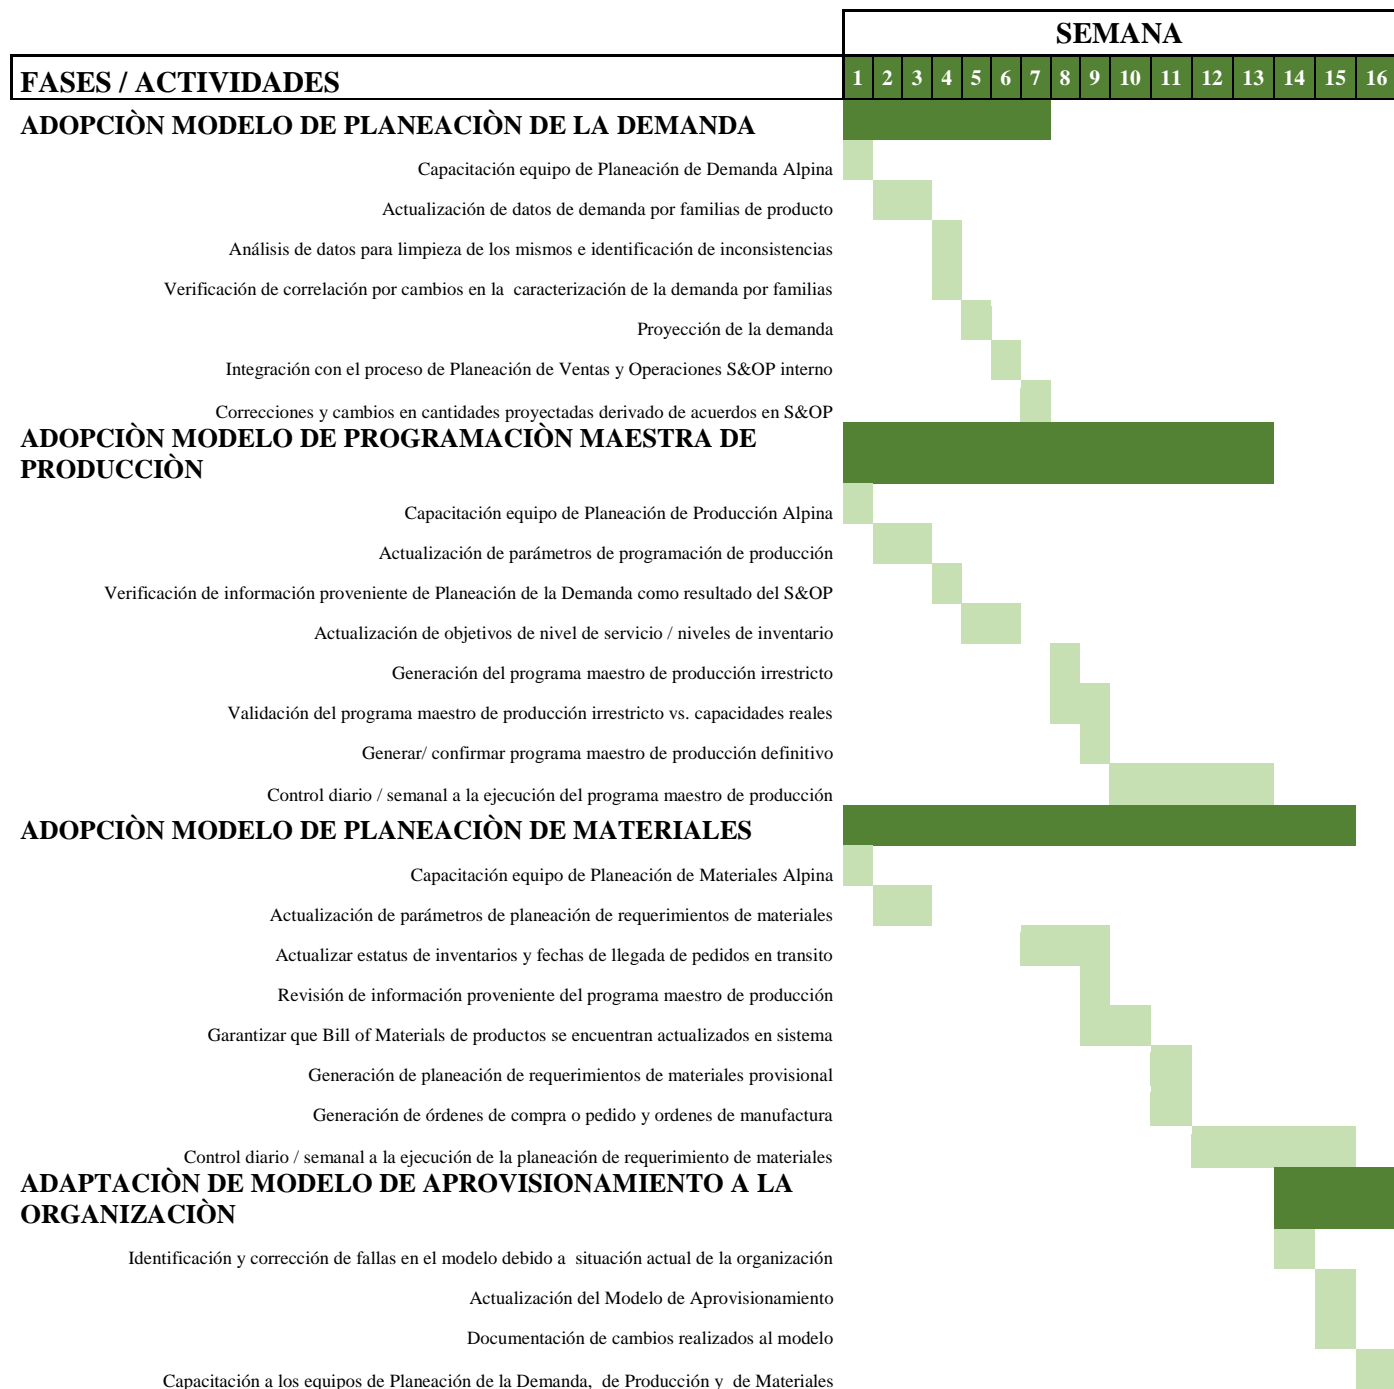 SEMANA
FASES / ACTIVIDADES 1 2 3 4 5 6 7 8 9 10 11 12 13 14 15 16
ADOPCIÒN MODELO DE PLANEACIÒN DE LA DEMANDA
Capacitación equipo de Planeación de Demanda Alpina
Actualización de datos de demanda por familias de producto
Análisis de datos para limpieza de los mismos e identificación de inconsistencias
Verificación de correlación por cambios en la  caracterización de la demanda por familias
Proyección de la demanda
Integración con el proceso de Planeación de Ventas y Operaciones S&OP interno
Correcciones y cambios en cantidades proyectadas derivado de acuerdos en S&OP
ADOPCIÒN MODELO DE PROGRAMACIÒN MAESTRA DE
PRODUCCIÒN
Capacitación equipo de Planeación de Producción Alpina
Actualización de parámetros de programación de producción
Verificación de información proveniente de Planeación de la Demanda como resultado del S&OP
Actualización de objetivos de nivel de servicio / niveles de inventario
Generación del programa maestro de producción irrestricto
Validación del programa maestro de producción irrestricto vs. capacidades reales
Generar/ confirmar programa maestro de producción definitivo
Control diario / semanal a la ejecución del programa maestro de producción
ADOPCIÒN MODELO DE PLANEACIÒN DE MATERIALES
Capacitación equipo de Planeación de Materiales Alpina
Actualización de parámetros de planeación de requerimientos de materiales
Actualizar estatus de inventarios y fechas de llegada de pedidos en transito
Revisión de información proveniente del programa maestro de producción
Garantizar que Bill of Materials de productos se encuentran actualizados en sistema
Generación de planeación de requerimientos de materiales provisional
Generación de órdenes de compra o pedido y ordenes de manufactura
Control diario / semanal a la ejecución de la planeación de requerimiento de materiales
ADAPTACIÒN DE MODELO DE APROVISIONAMIENTO A LA
ORGANIZACIÒN
Identificación y corrección de fallas en el modelo debido a  situación actual de la organización
Actualización del Modelo de Aprovisionamiento
Documentación de cambios realizados al modelo
Capacitación a los equipos de Planeación de la Demanda,  de Producción y  de Materiales